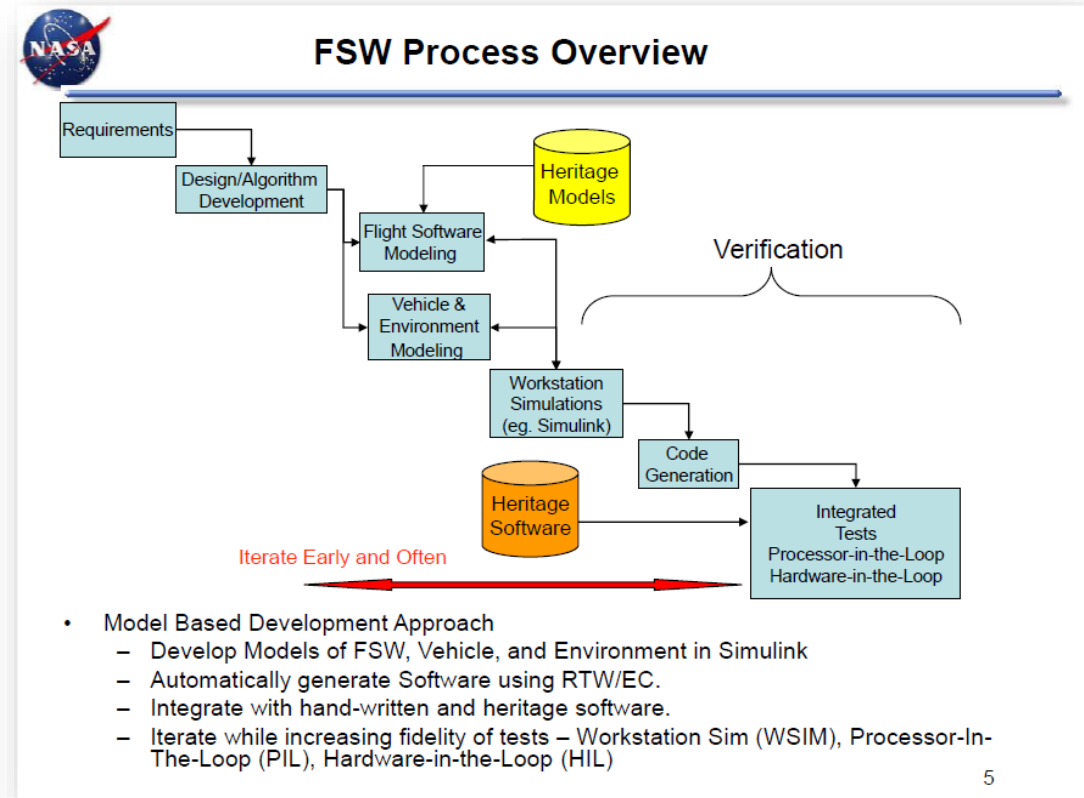 NASA
FSW Process Overview
Requirements
Design/Algorithm
Development
Heritage
Models
Flight Software
Modeling
Verification
Vehicle &
Environment
Modeling
Workstation
Simulations
(eg. Simulink)
Code
Generation
Heritage
Software
Integrated
Tests
Processor-in-the-Loop
Hardware-in-the-Loop
Iterate Early and Often
• Model Based Development Approach
– Develop Models of FSW, Vehicle, and Environment in Simulink
– Automatically generate Software using RTW/EC.
– Integrate with hand-written and heritage software.
– Iterate while increasing fidelity of tests – Workstation Sim (WSIM), Processor-In-
The-Loop (PIL), Hardware-in-the-Loop (HIL)
5